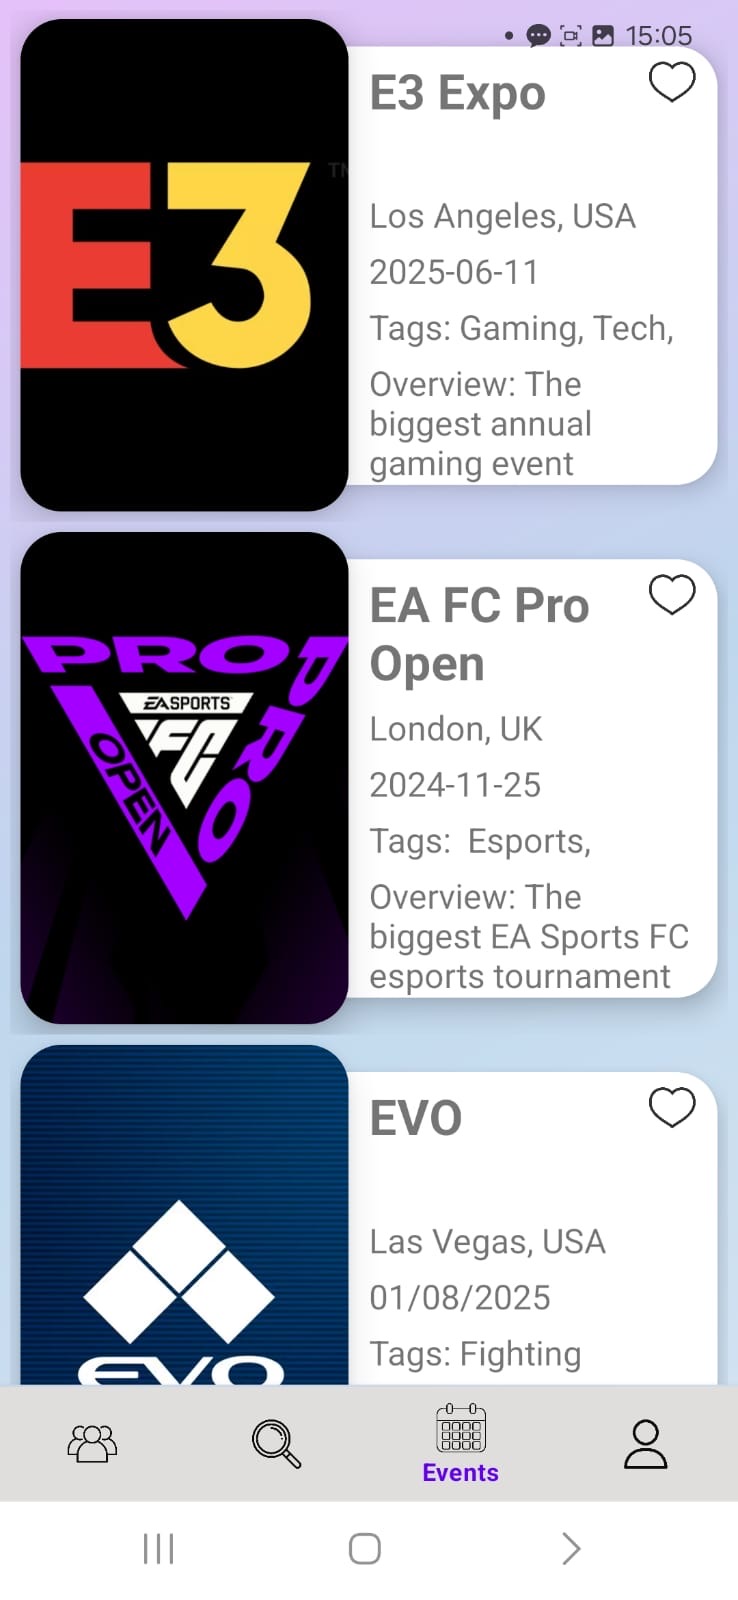 15:05
E3
TM
E3 Expo
Los Angeles, USA
2025-06-11
Tags: Gaming, Tech,
Overview: The
biggest annual
gaming event
PRO
PRO
OPEN
EA SPORTS
FC
EA FC Pro
Open
London, UK
2024-11-25
Tags:  Esports,
Overview: The
biggest EA Sports FC
esports tournament
EVO
EVO
Las Vegas, USA
01/08/2025
Tags: Fighting
Events